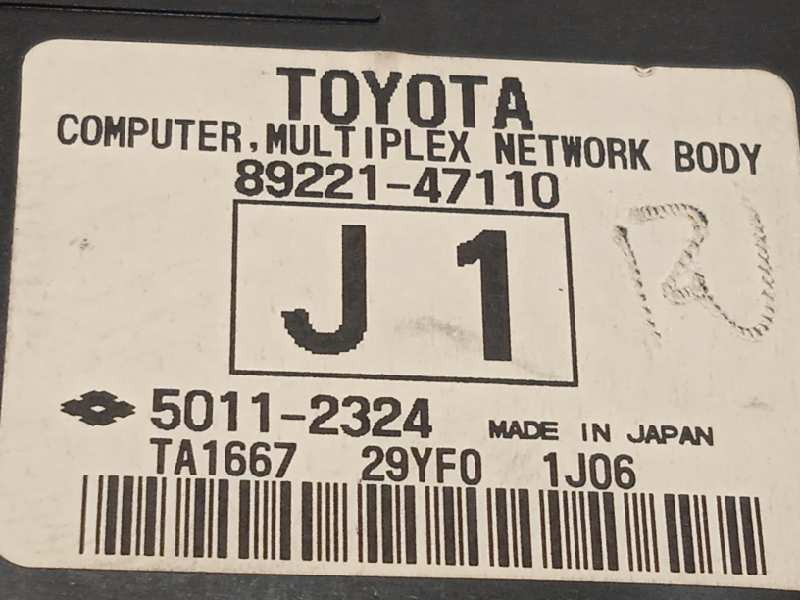 TOYOTA
COMPUTER, MULTIPLEX NETWORK BODY
89221-47110
J 1
5011-2324 MADE IN JAPAN
TA1667 29YF0 1J06